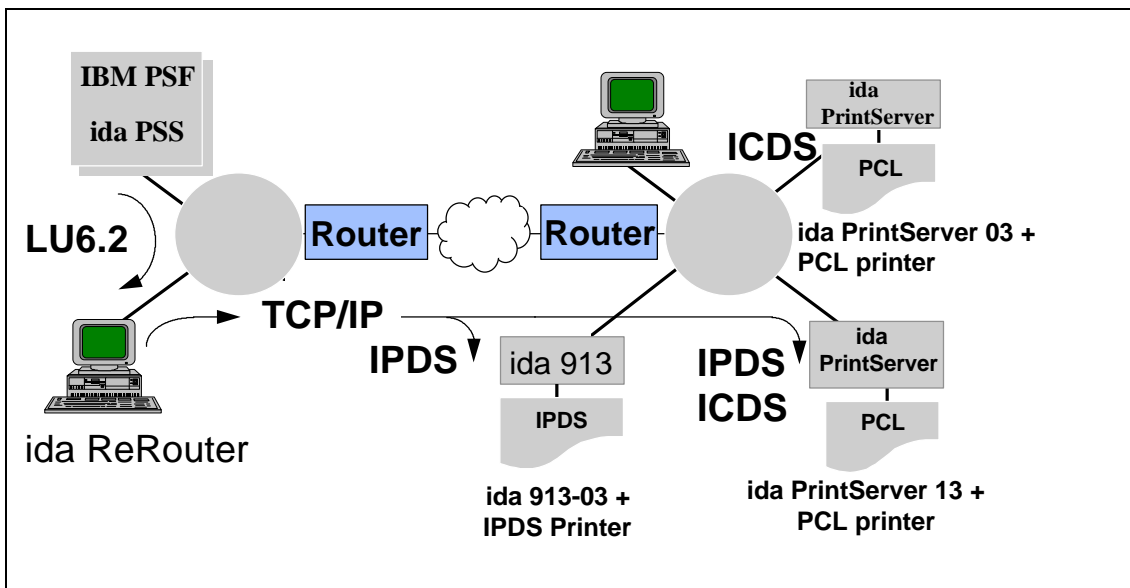 IBM PSF
ida PSS
LU6.2
Router
Router
ida
PrintServer
ICDS
PCL
ida PrintServer 03 +
PCL printer
TCP/IP
IPDS
ida 913
IPDS
ida 913-03 +
IPDS Printer
IPDS
ICDS
ida
PrintServer
PCL
ida PrintServer 13 +
PCL printer
ida ReRouter